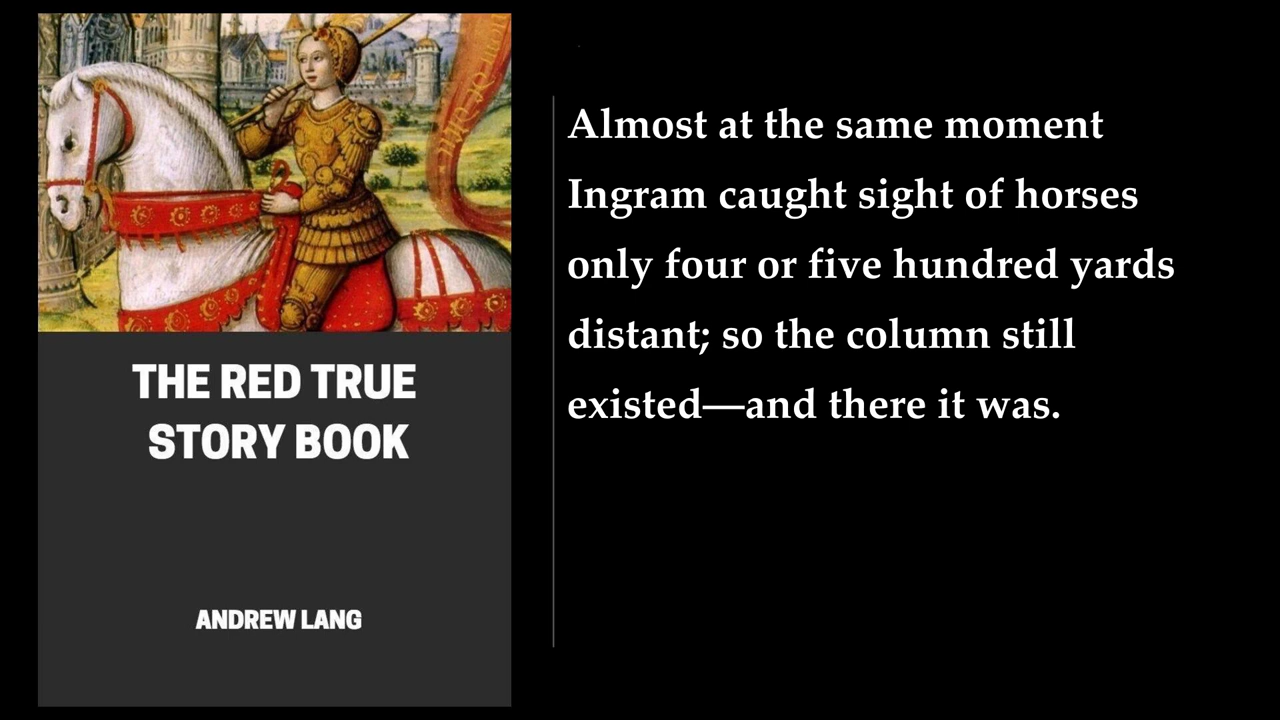 THE RED TRUE
STORY BOOK
ANDREW LANG
Almost at the same moment
Ingram caught sight of horses
only four or five hundred yards
distant; so the column still
existed—and there it was.